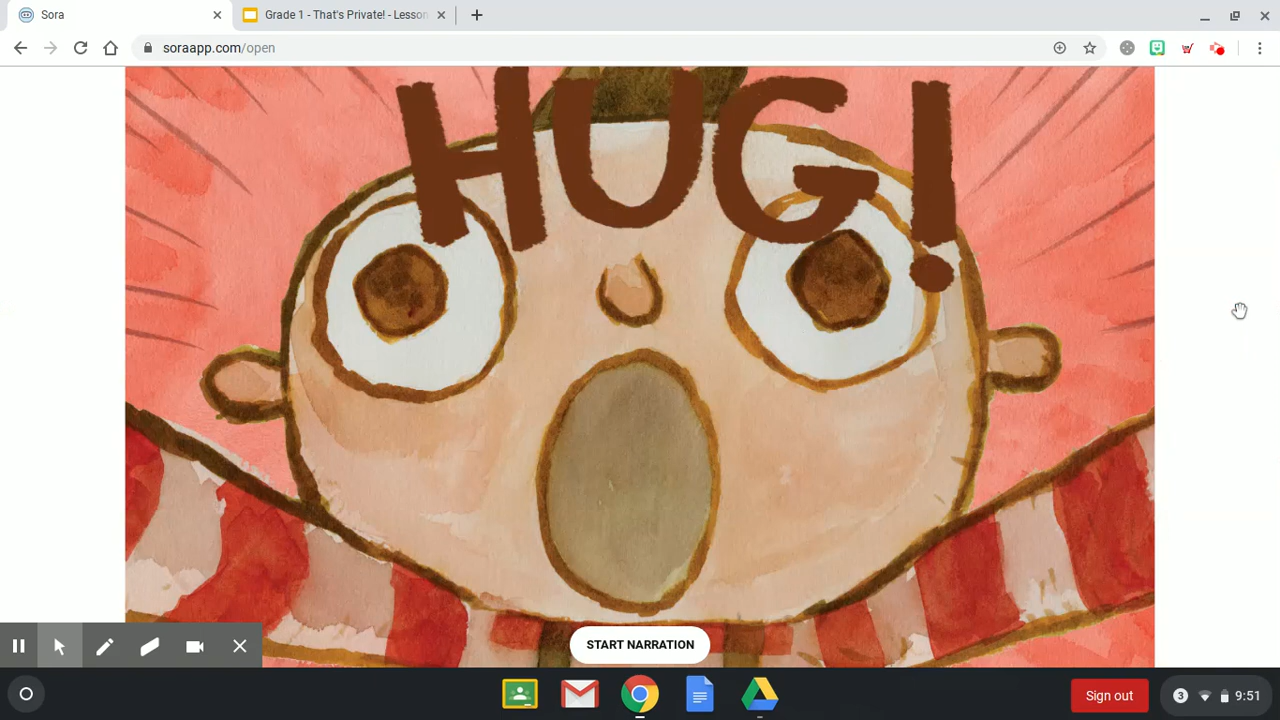 Sora
Grade 1 - That's Private! - Lesson
soraapp.com/open
HUG!
START NARRATION
Sign out
3
9:51